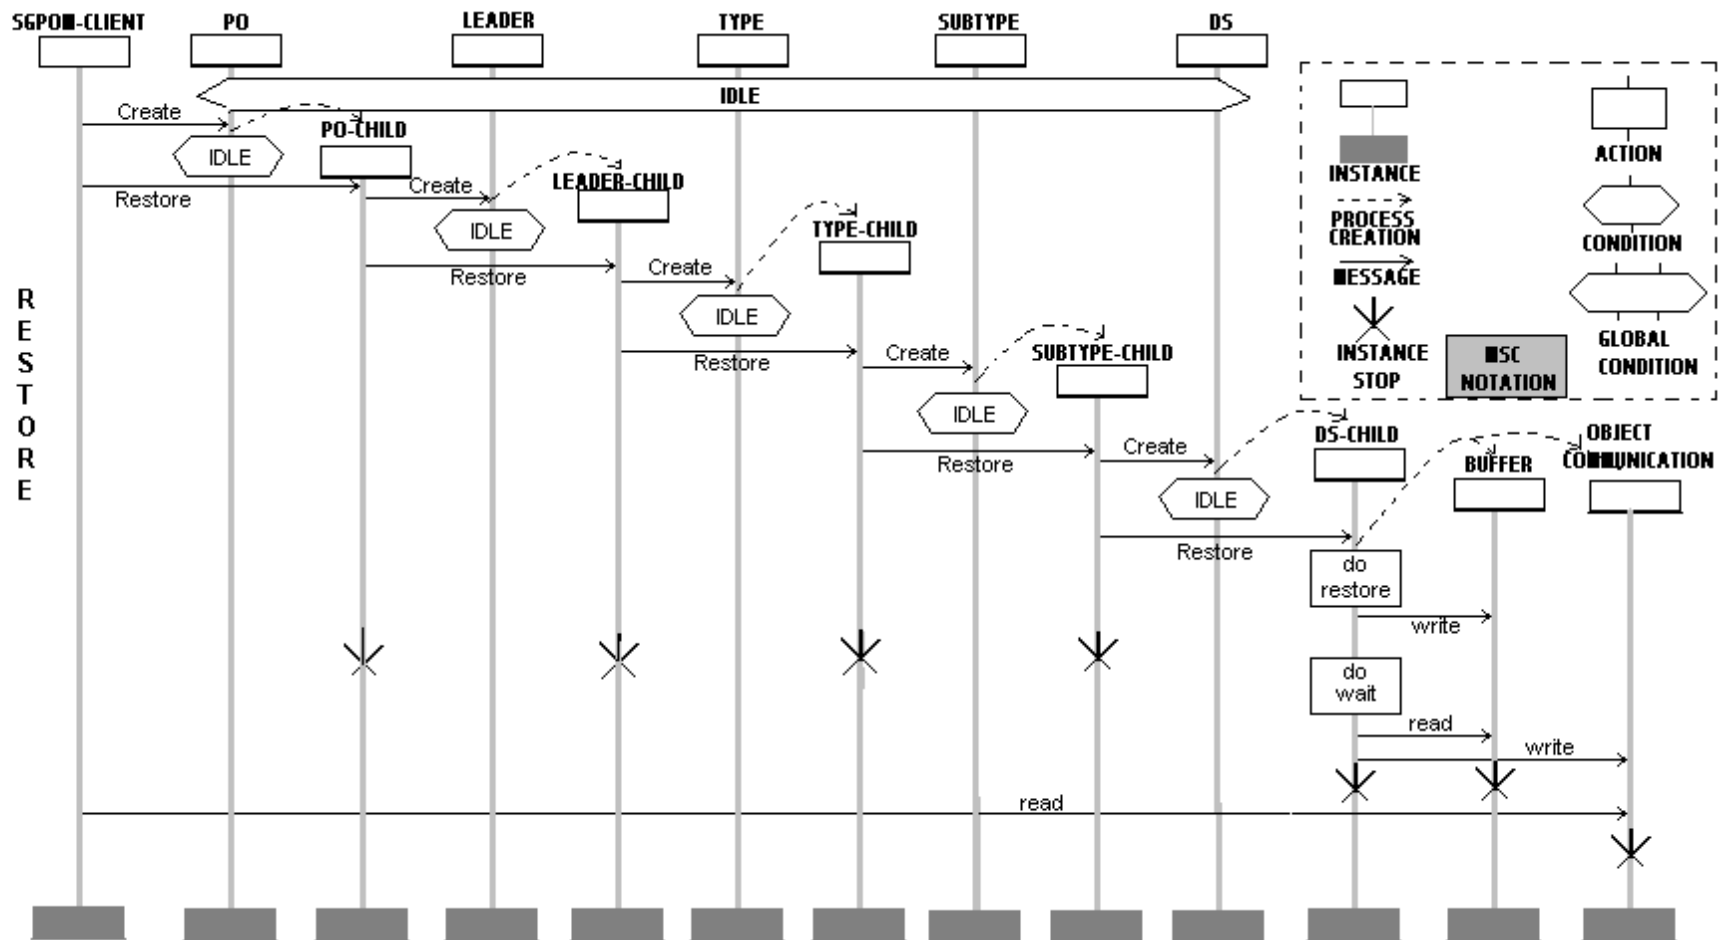 SGPOM-CLIENT
PO
LEADER
TYPE
SUBTYPE
DS
IDLE
Create
PO-CHILD
IDLE
Restore
Create
LEADER-CHILD
IDLE
Restore
Create
TYPE-CHILD
IDLE
Restore
Create
SUBTYPE-CHILD
IDLE
Restore
Create
DS-CHILD
BUFFER
OBJECT
COMMUNICATION
IDLE
Restore
do
restore
write
do
wait
read
write
read
RESTORE
INSTANCE
PROCESS
CREATION
MESSAGE
INSTANCE
STOP
MSC
NOTATION
ACTION
CONDITION
GLOBAL
CONDITION